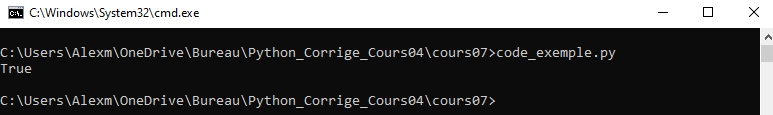 C:\Windows\System32\cmd.exe
C:\Users\Alexm\OneDrive\Bureau\Python_Corrige_Cours04\cours07>code_exemple.py
True
C:\Users\Alexm\OneDrive\Bureau\Python_Corrige_Cours04\cours07>